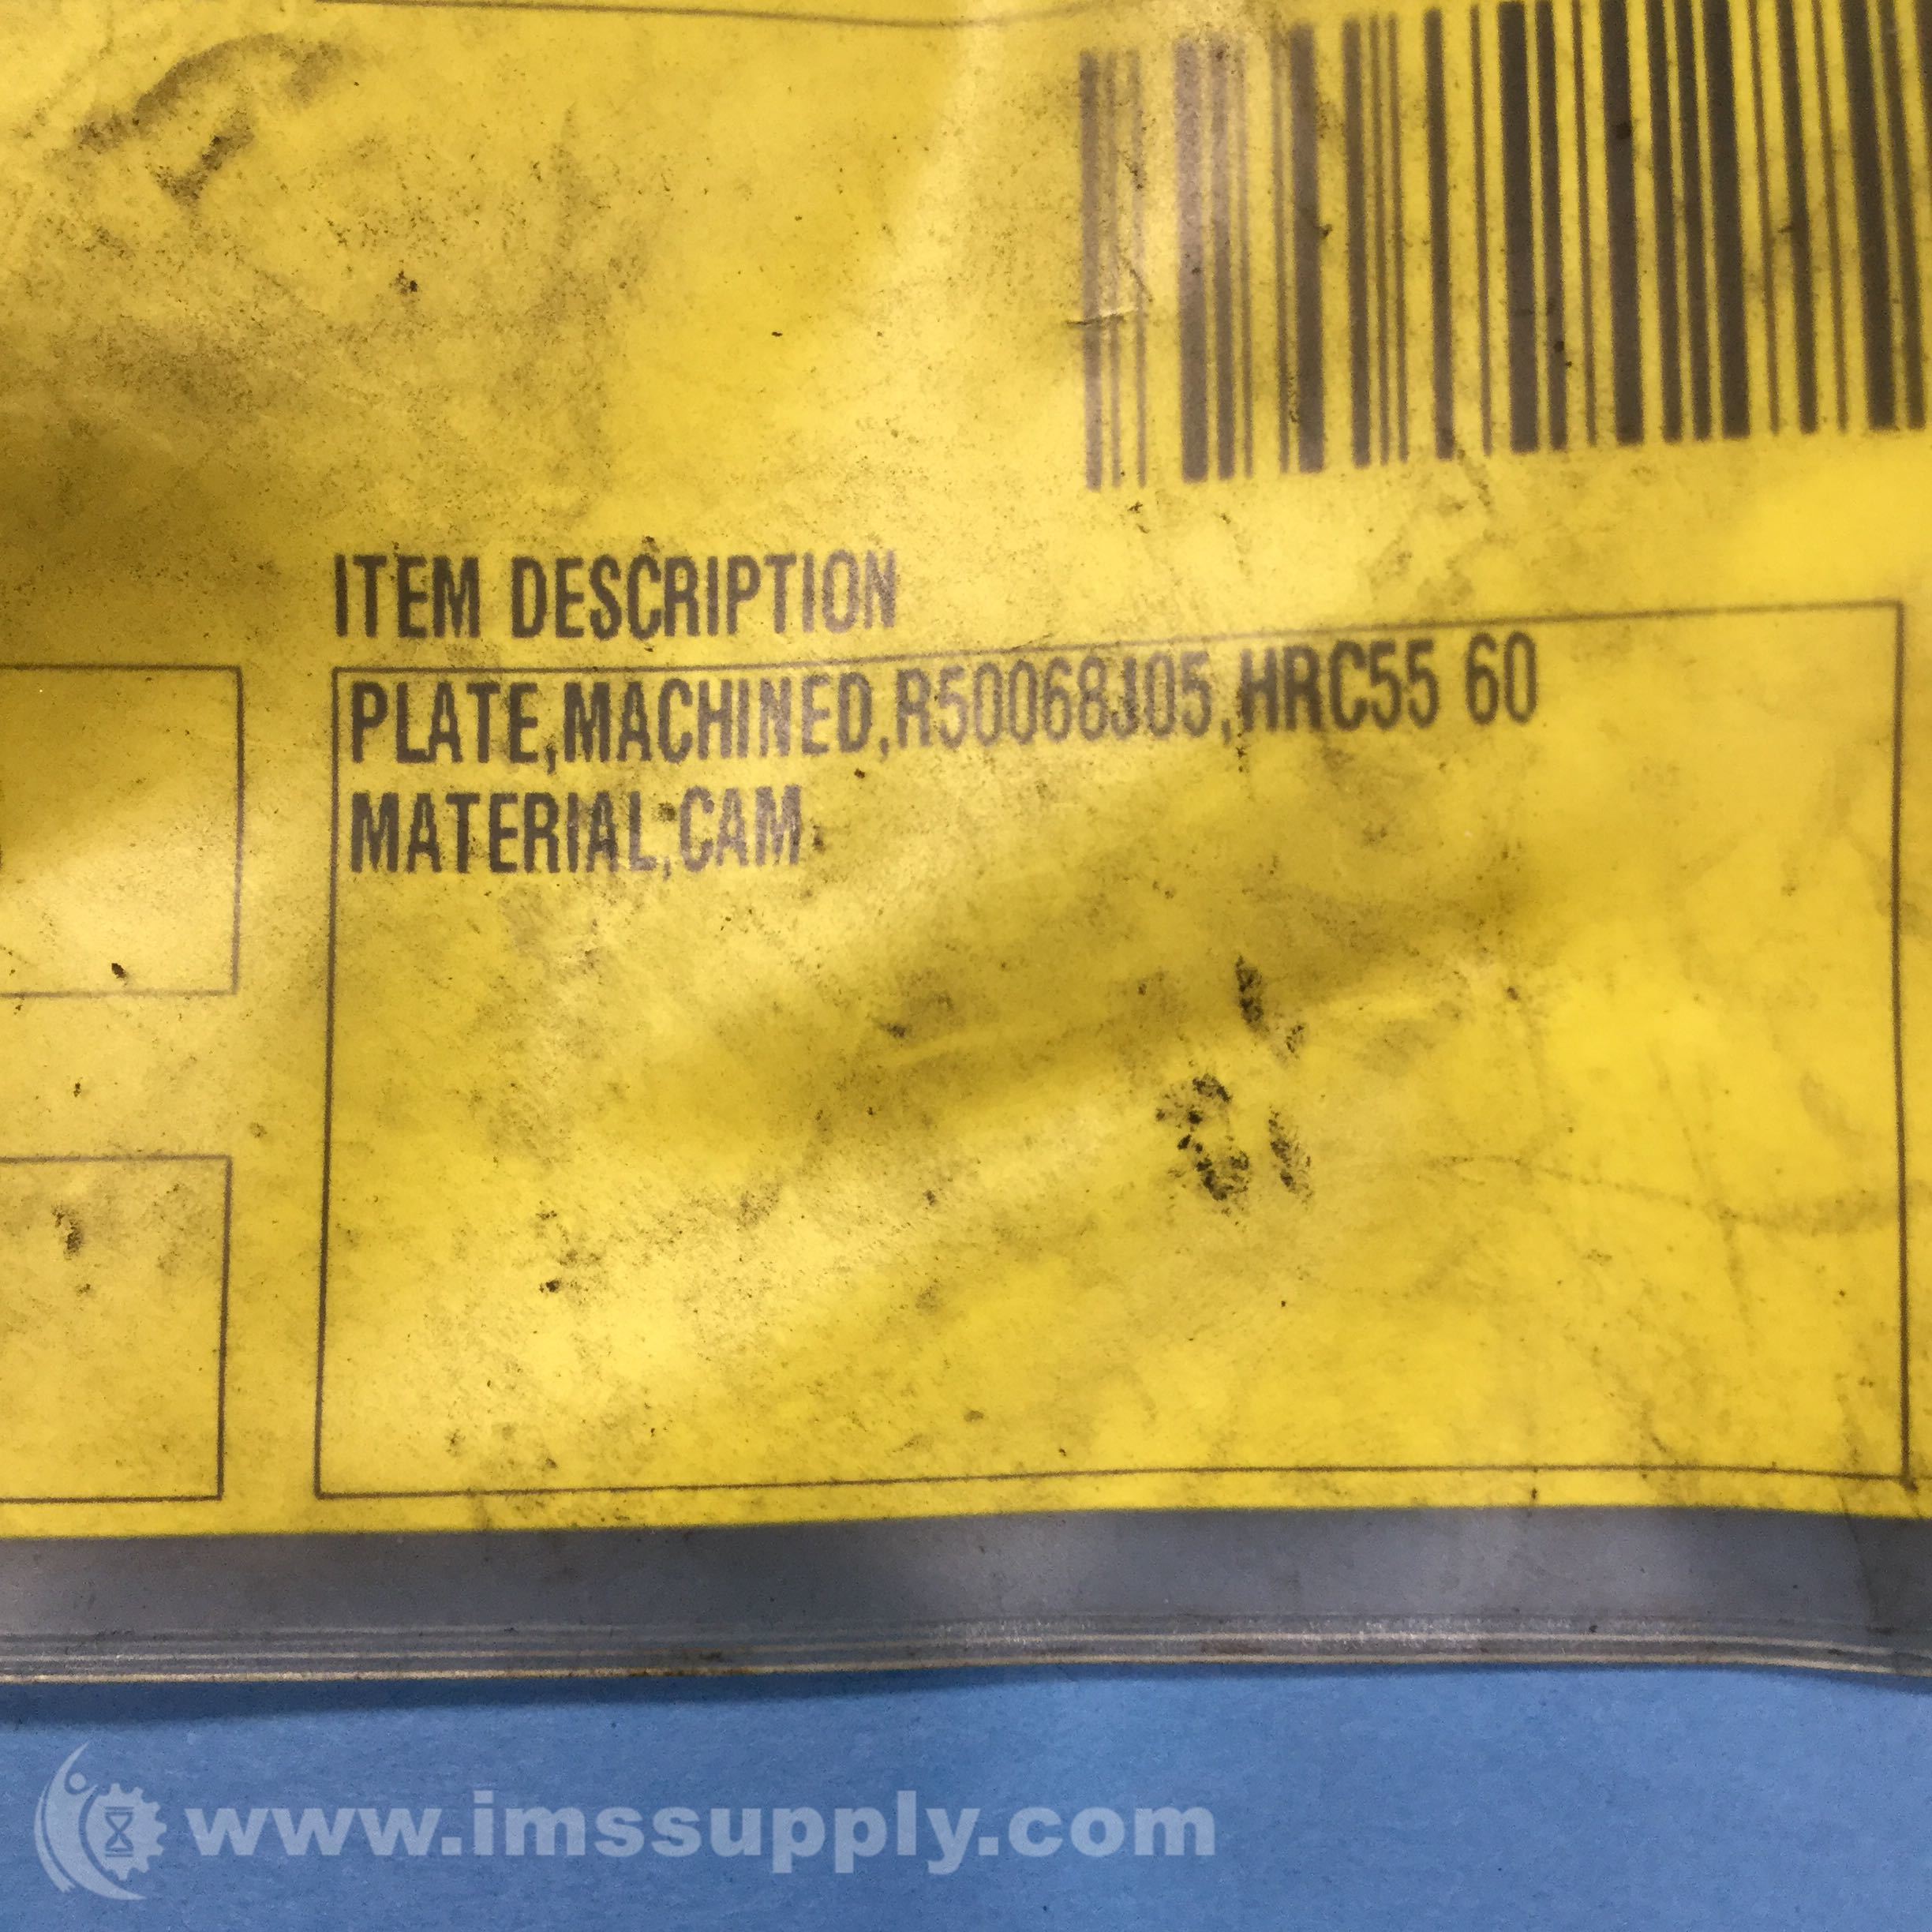 ITEM DESCRIPTION
PLATE,MACHINED,R50068J05,HRC55 60
MATERIAL,CAM
www.imssupply.com